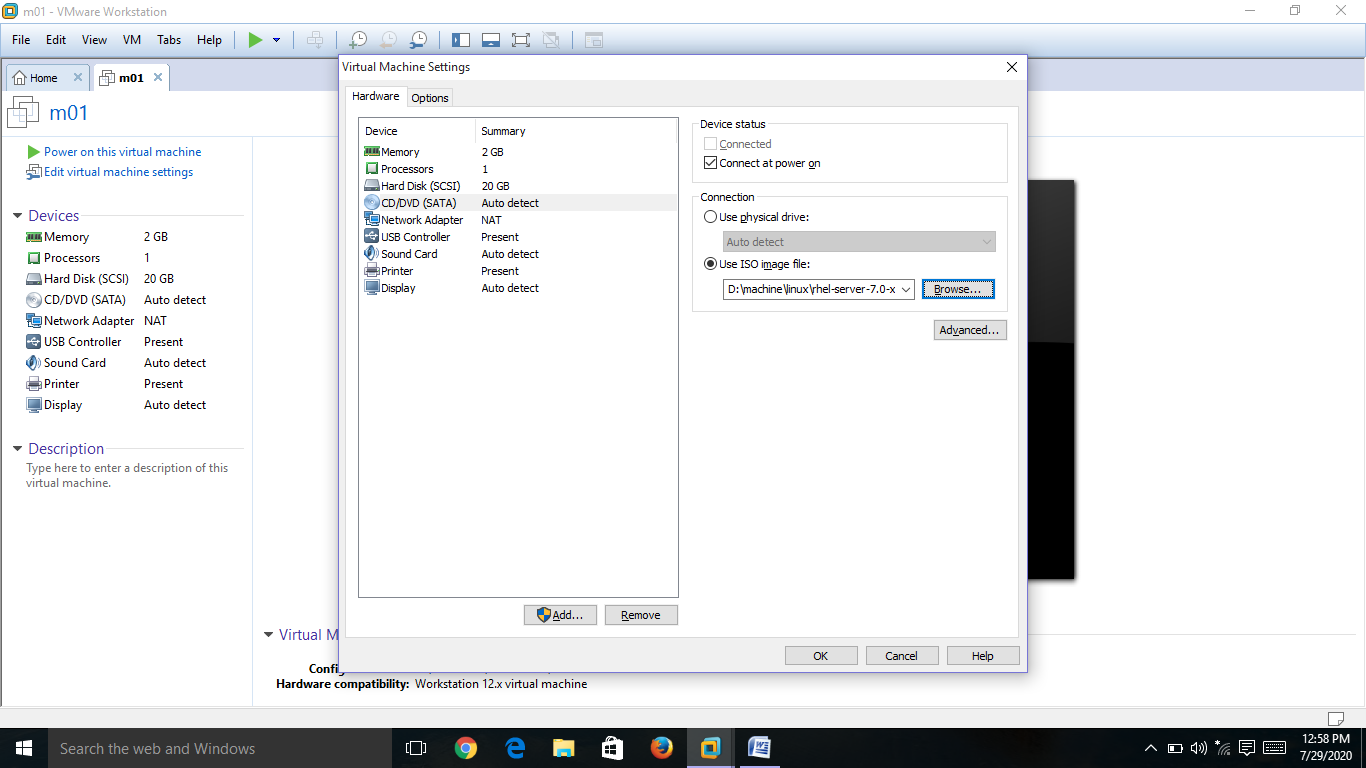 m01 - VMware Workstation
File Edit View VM Tabs Help
Home m01
m01
Power on this virtual machine
Edit virtual machine settings
Devices
Memory 2 GB
Processors 1
Hard Disk (SCSI) 20 GB
CD/DVD (SATA) Auto detect
Network Adapter NAT
USB Controller Present
Sound Card Auto detect
Printer Present
Display Auto detect
Description
Type here to enter a description of this
virtual machine.
Virtual Machine Settings
Hardware Options
Device Summary
Memory 2 GB
Processors 1
Hard Disk (SCSI) 20 GB
CD/DVD (SATA) Auto detect
Network Adapter NAT
USB Controller Present
Sound Card Auto detect
Printer Present
Display Auto detect
Add... Remove
Device status
Connected
Connect at power on
Connection
Use physical drive:
Auto detect
Use ISO image file:
D:\machine\linux\rhel-server-7.0-x Browse...
Advanced...
OK Cancel Help
Virtual M
Config
Hardware compatibility: Workstation 12.x virtual machine
Search the web and Windows
12:58 PM
7/29/2020